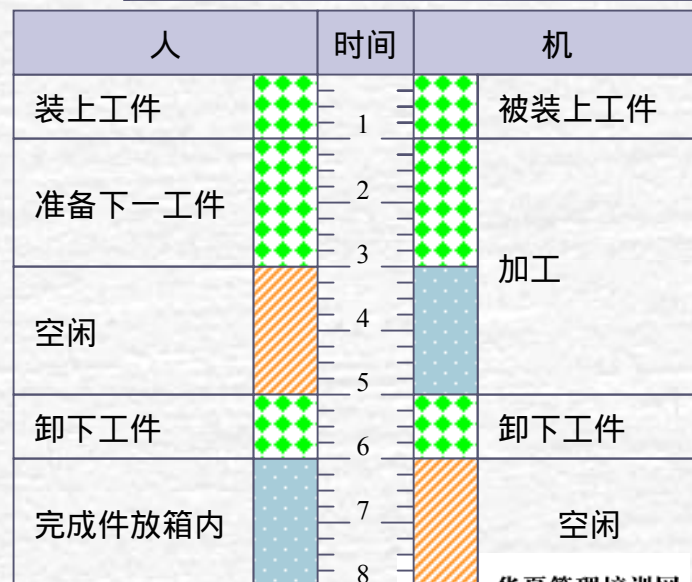 人 时间 机
装上工件 被装上工件
1
准备下一工件
2
3
加工
空闲
4
5
卸下工件 卸下工件
6
完成件放箱内 空闲
7
8